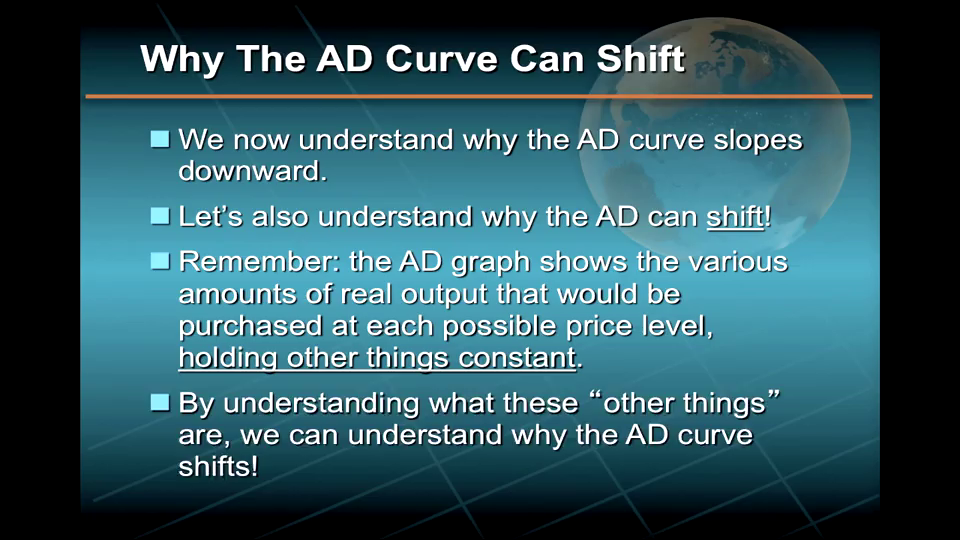 Why The AD Curve Can Shift
We now understand why the AD curve slopes
downward.
Let’s also understand why the AD can shift!
Remember: the AD graph shows the various
amounts of real output that would be
purchased at each possible price level,
holding other things constant.
By understanding what these “other things”
are, we can understand why the AD curve
shifts!